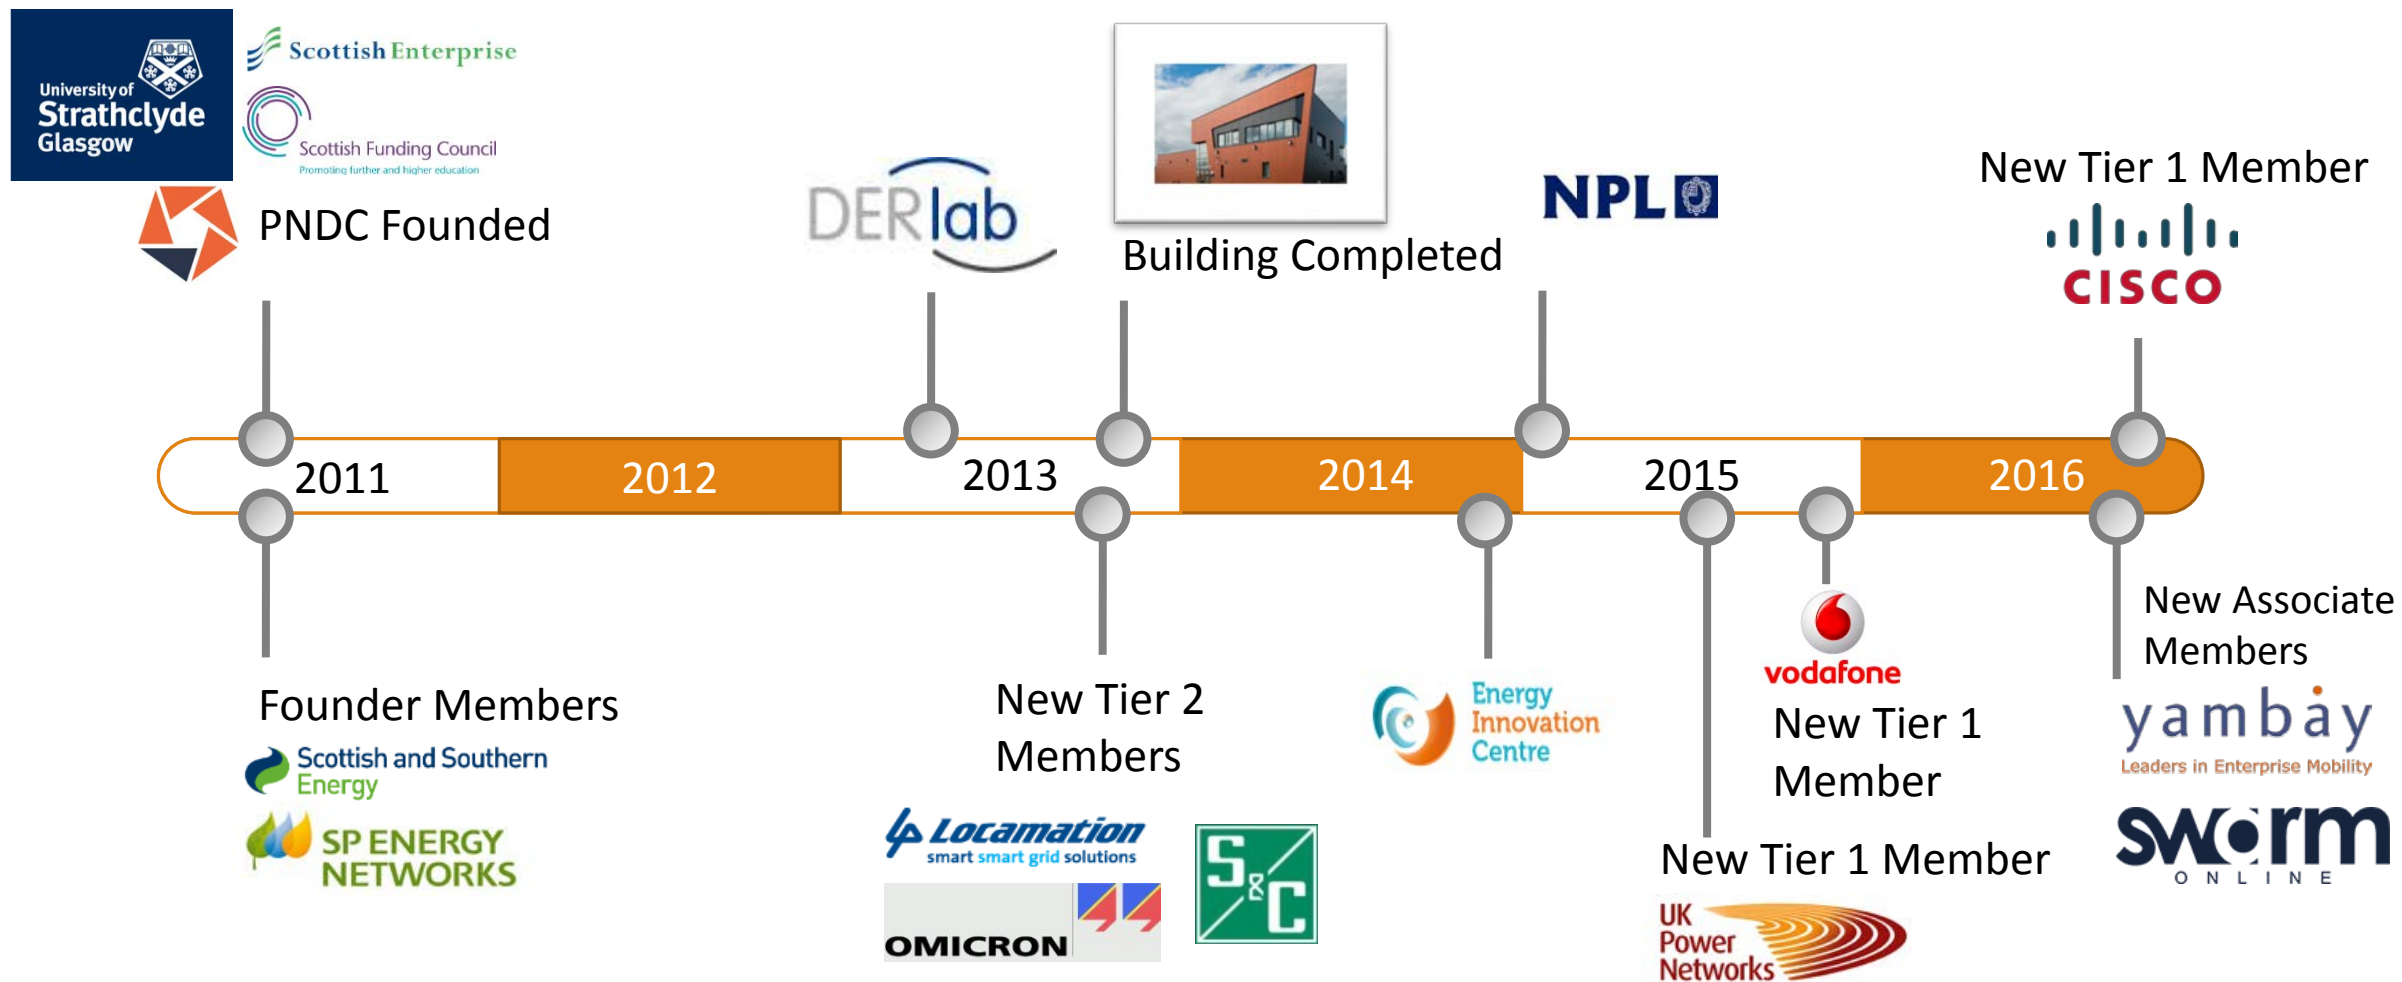 University of
Strathclyde
Glasgow
Scottish Enterprise
Scottish Funding Council
Promoting further and higher education
PNDC Founded
DERlab
Building Completed
NPL
New Tier 1 Member
CISCO
2011
2012
2013
2014
2015
2016
Founder Members
Scottish and Southern
Energy
SP ENERGY
NETWORKS
New Tier 2
Members
Locamation
smart smart grid solutions
OMICRON
S&C
Energy
Innovation
Centre
vodafone
New Tier 1
Member
New Tier 1 Member
UK
Power
Networks
New Associate
Members
yambay
Leaders in Enterprise Mobility
swarm
ONLINE